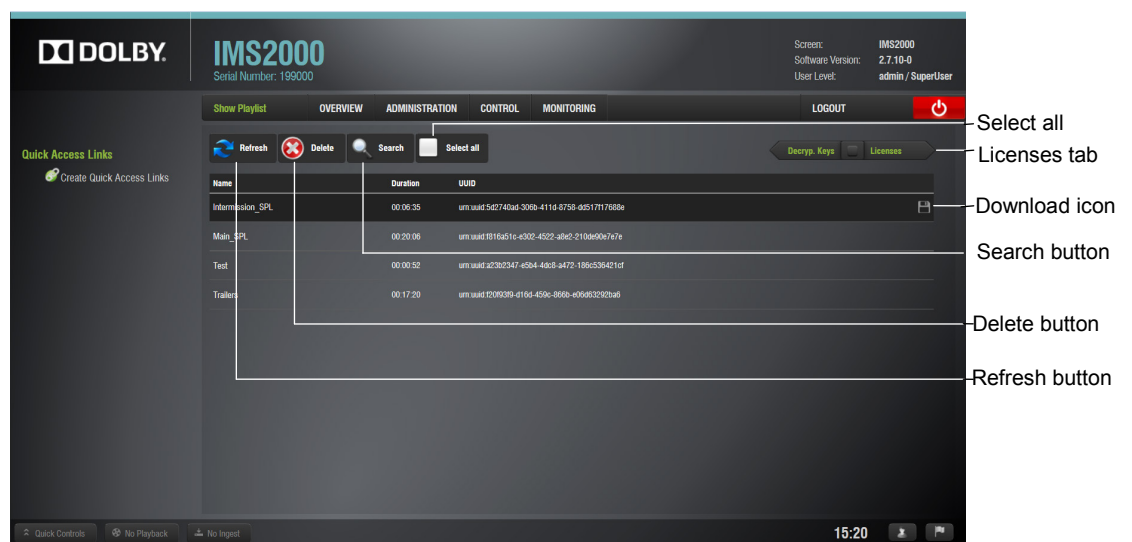 DOLBY.
IMS2000
Serial Number: 199000
Screen: IMS2000
Software Version: 2.7.10-0
User Level: admin / SuperUser
Show Playlist OVERVIEW ADMINISTRATION CONTROL MONITORING LOGOUT
Select all
Quick Access Links
Create Quick Access Links
Refresh Delete Search Select all
Decryp. Keys Licenses
Licenses tab
Name Duration UUID
Intermission_SPL 00:06:35 urn:uuid:5d2740ad-306b-411d-8758-dd517f17688e
Download icon
Main_SPL 00:20:06 urn:uuid:f816a51c-e302-4522-a8e2-210de90e7e7e
Search button
Test 00:00:52 urn:uuid:a23b2347-e5b4-4dc8-a472-186c536421cf
Trailers 00:17:20 urn:uuid:f20f93f9-d16d-459c-866b-e06d63292ba6
Delete button
Refresh button
Quick Controls No Playback No Ingest 15:20